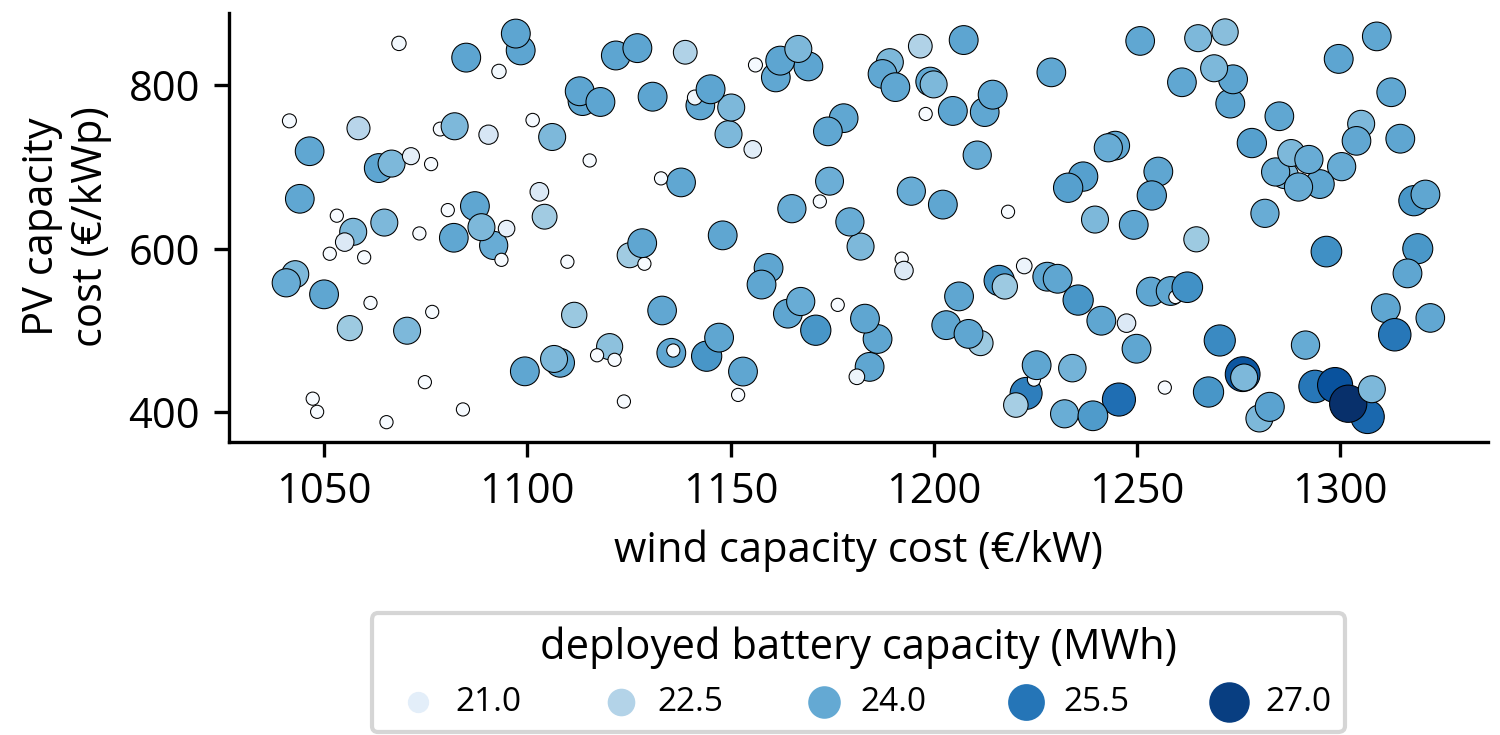 PV capacity
cost (€/kWp)
800
600
400
1050 1100 1150 1200 1250 1300
wind capacity cost (€/kW)
deployed battery capacity (MWh)
21.0 22.5 24.0 25.5 27.0